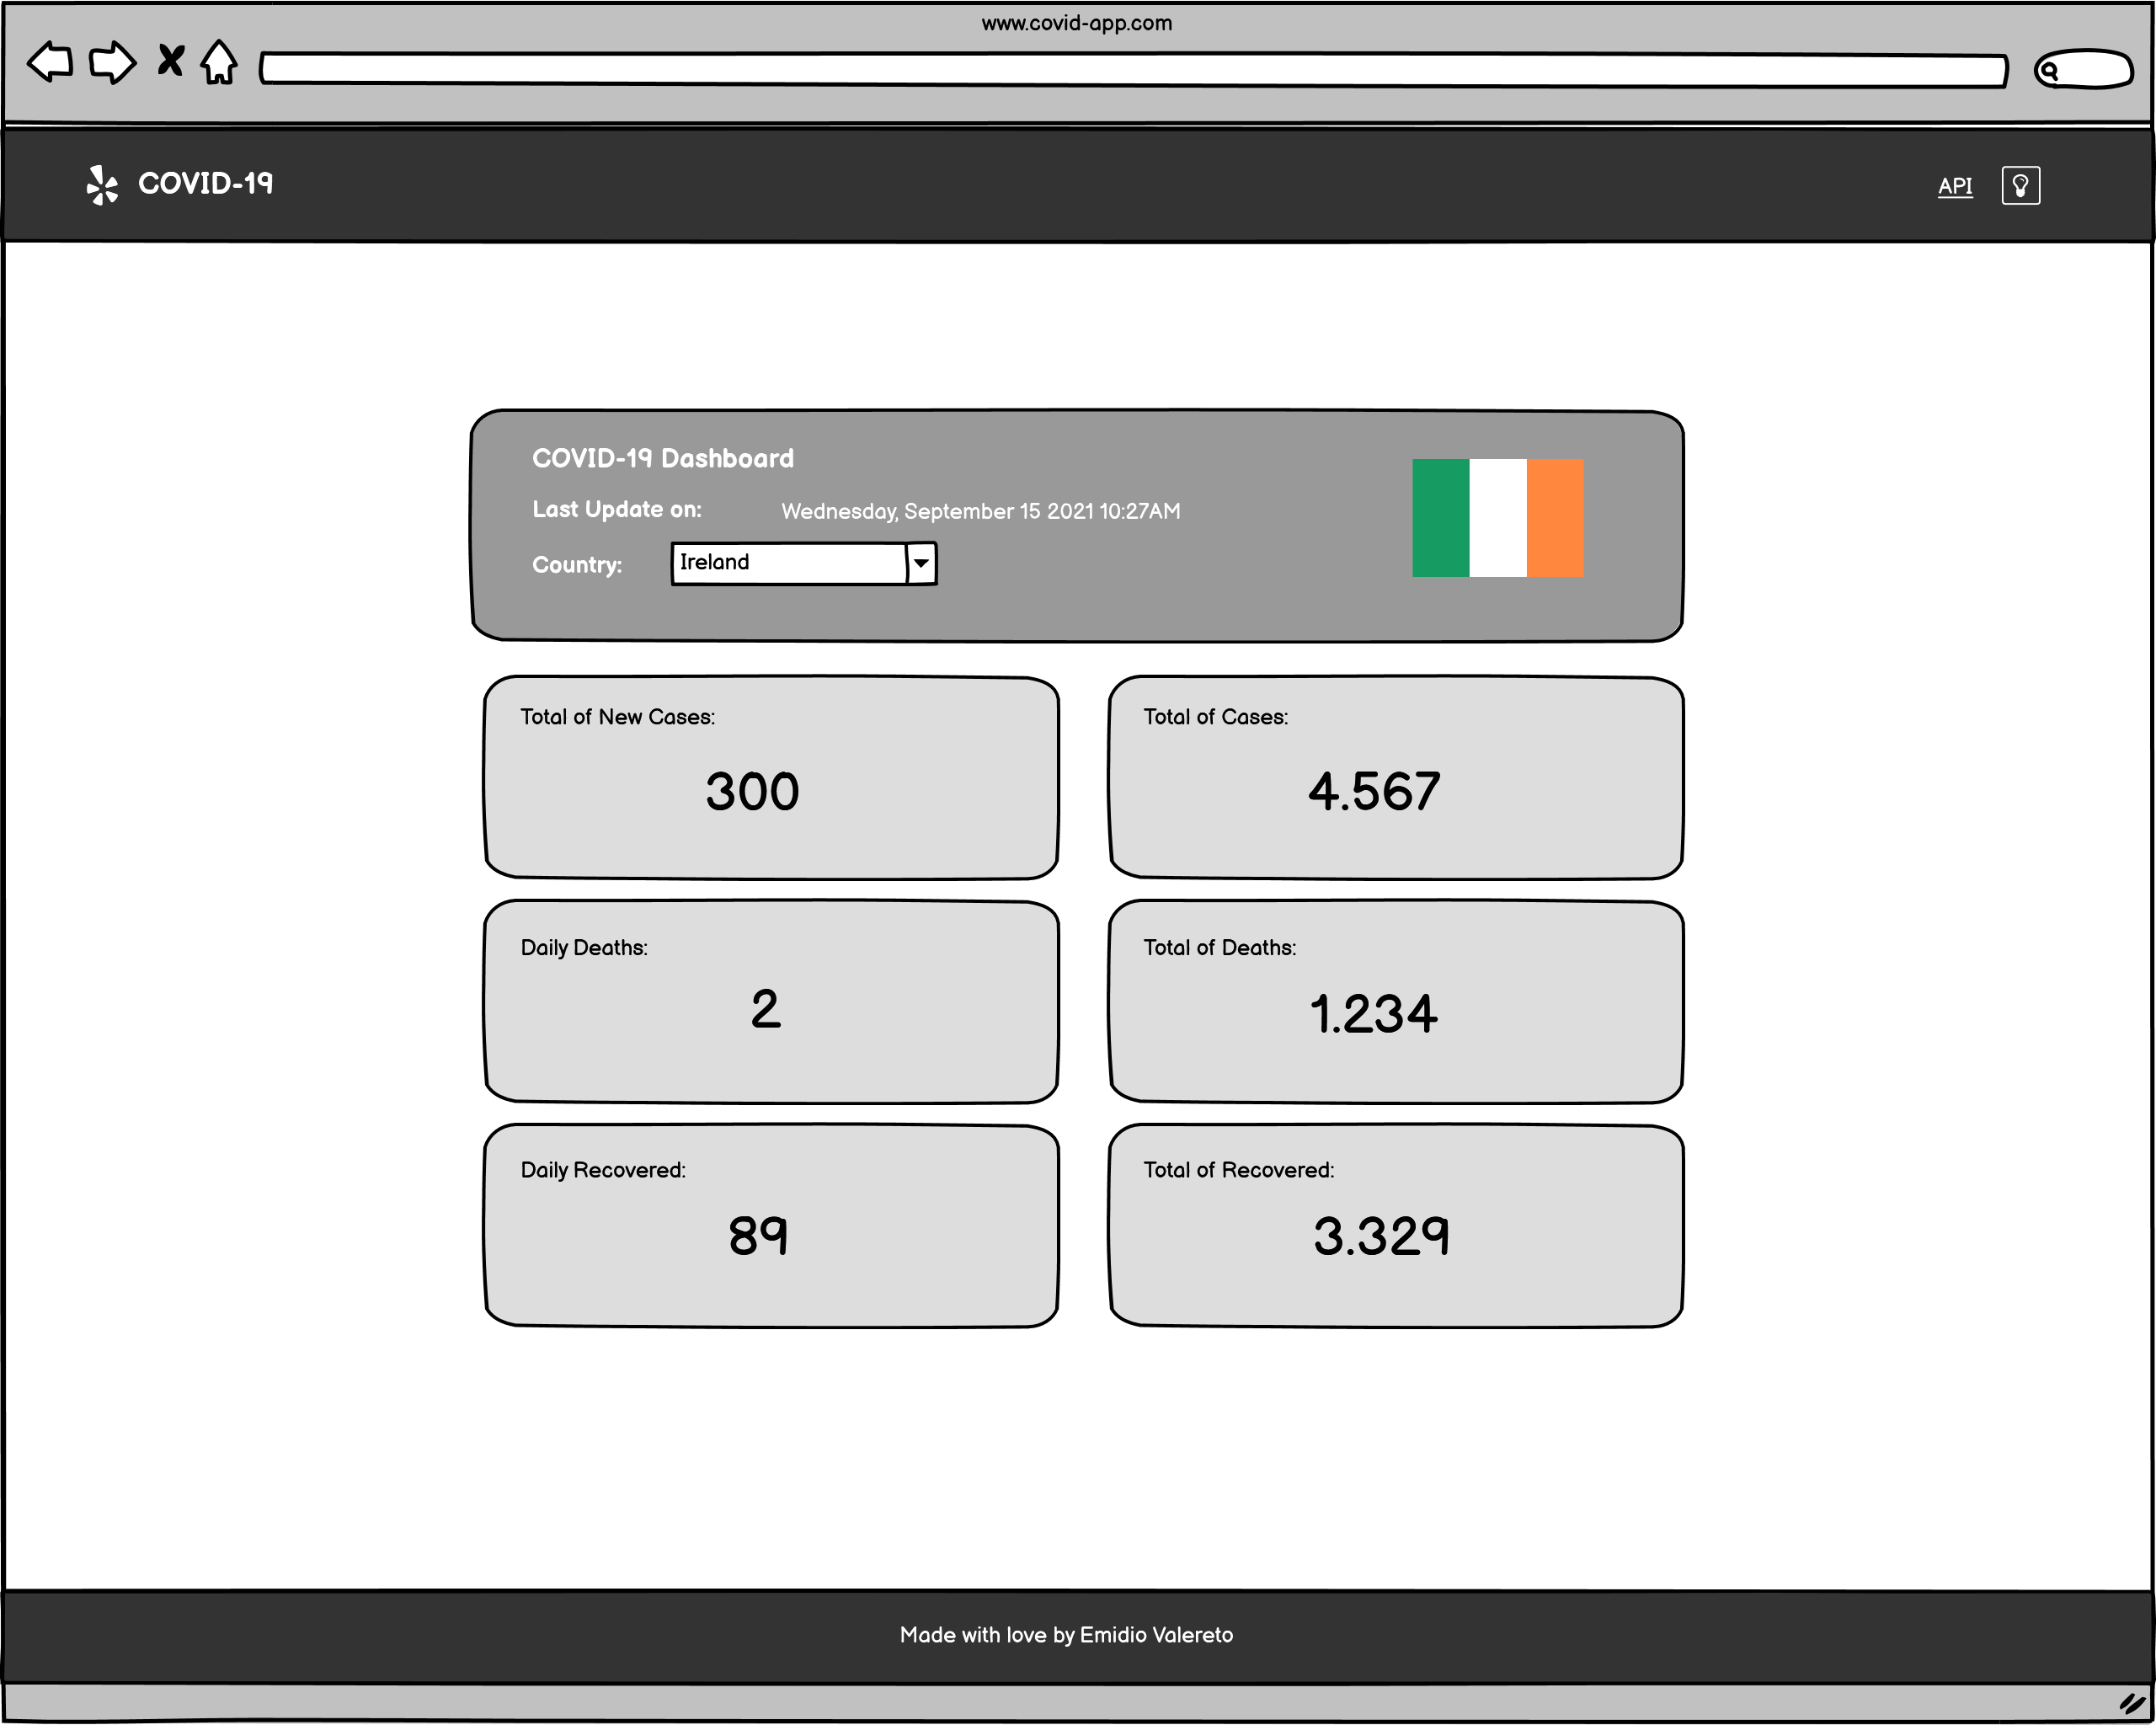 www.covid-app.com
COVID-19
API
COVID-19 Dashboard
Last Update on: Wednesday, September 15 2021 10:27AM
Country: Ireland
Total of New Cases:
300
Total of Cases:
4.567
Daily Deaths:
2
Total of Deaths:
1.234
Daily Recovered:
89
Total of Recovered:
3.329
Made with love by Emidio Valereto